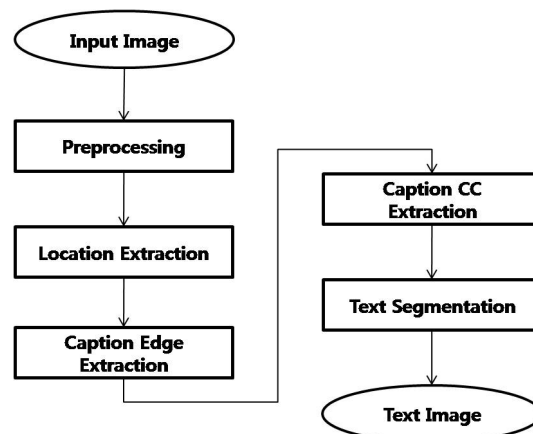 Input Image
Preprocessing
Location Extraction
Caption Edge
Extraction
Caption CC
Extraction
Text Segmentation
Text Image